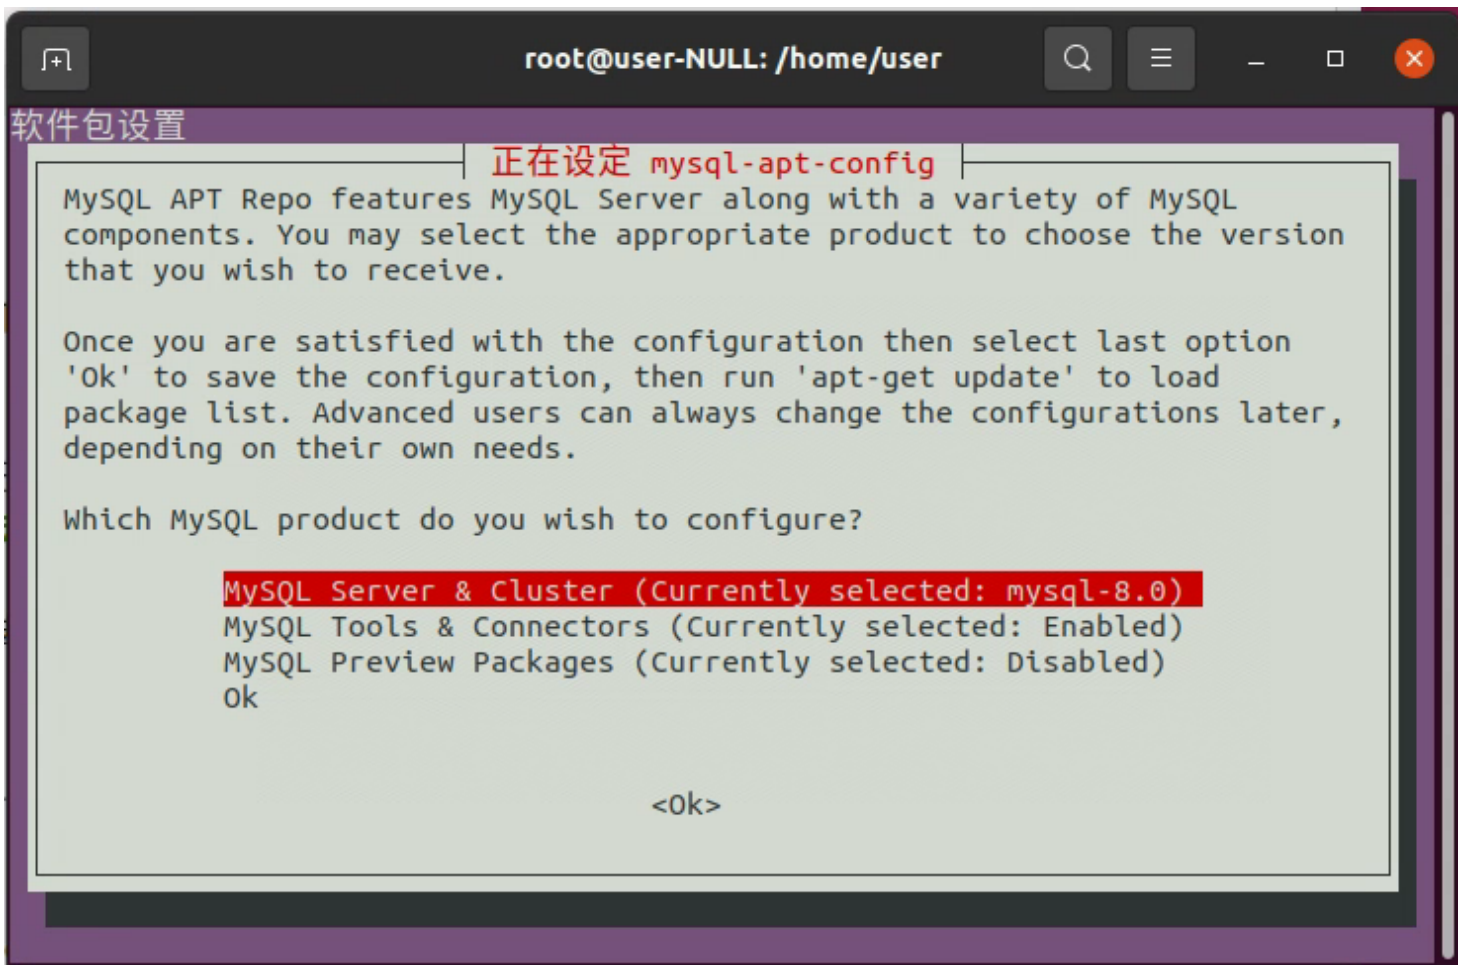 root@user-NULL: /home/user
软件包设置
正在设定 mysql-apt-config
MySQL APT Repo features MySQL Server along with a variety of MySQL
components. You may select the appropriate product to choose the version
that you wish to receive.
Once you are satisfied with the configuration then select last option
'Ok' to save the configuration, then run 'apt-get update' to load
package list. Advanced users can always change the configurations later,
depending on their own needs.
Which MySQL product do you wish to configure?
MySQL Server & Cluster (Currently selected: mysql-8.0)
MySQL Tools & Connectors (Currently selected: Enabled)
MySQL Preview Packages (Currently selected: Disabled)
Ok
<Ok>